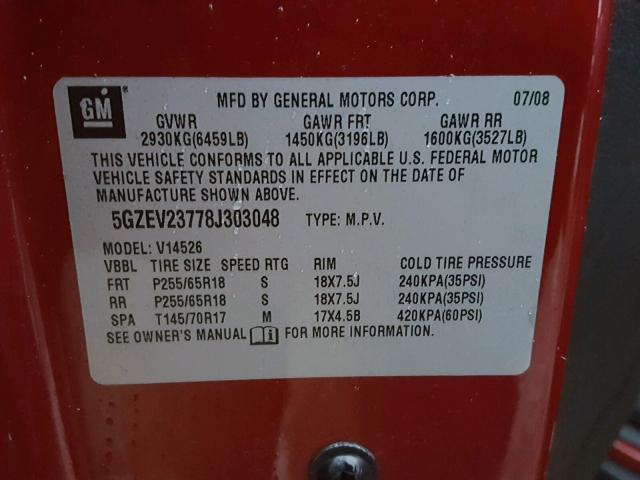 GM ® MFD BY GENERAL MOTORS CORP. 07/08
GVWR GAWR FRT GAWR RR
2930KG(6459LB) 1450KG(3196LB) 1600KG(3527LB)
THIS VEHICLE CONFORMS TO ALL APPLICABLE U.S. FEDERAL MOTOR
VEHICLE SAFETY STANDARDS IN EFFECT ON THE DATE OF
MANUFACTURE SHOWN ABOVE.
5GZEV23778J303048 TYPE: M.P.V.
MODEL: V14526
VBBL TIRE SIZE SPEED RTG RIM COLD TIRE PRESSURE
FRT P255/65R18 S 18X7.5J 240KPA(35PSI)
RR P255/65R18 S 18X7.5J 240KPA(35PSI)
SPA T145/70R17 M 17X4.5B 420KPA(60PSI)
SEE OWNER'S MANUAL FOR MORE INFORMATION.